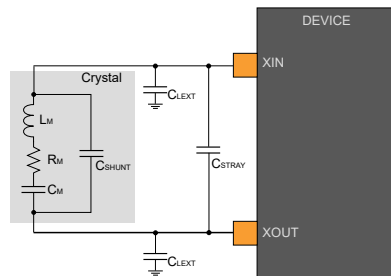 DEVICE
XIN
Crystal
CLEXT
LM
RM
CSHUNT
CSTRAY
CM
XOUT
CLEXT